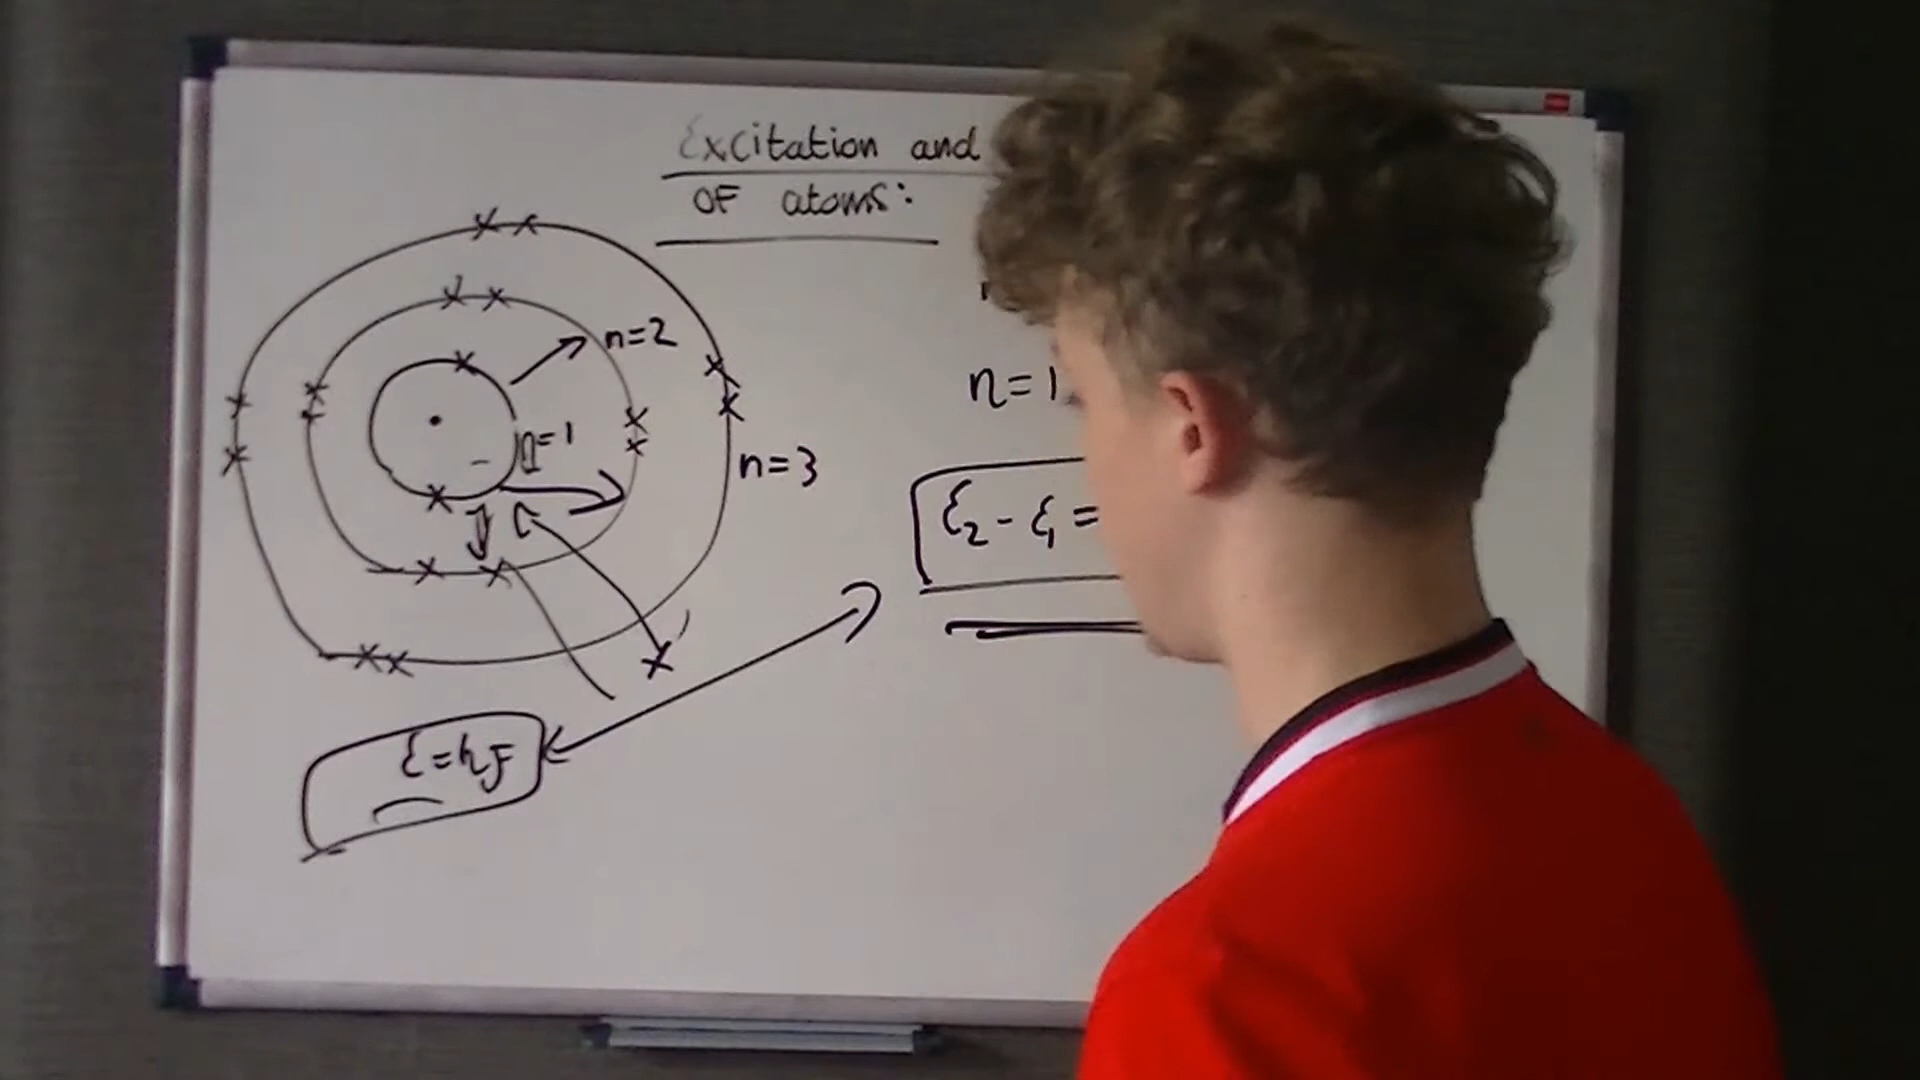 Excitation and
OF atoms:
n=2
n=1
n=3
n=1
E₂ - E₁ =
E=hf